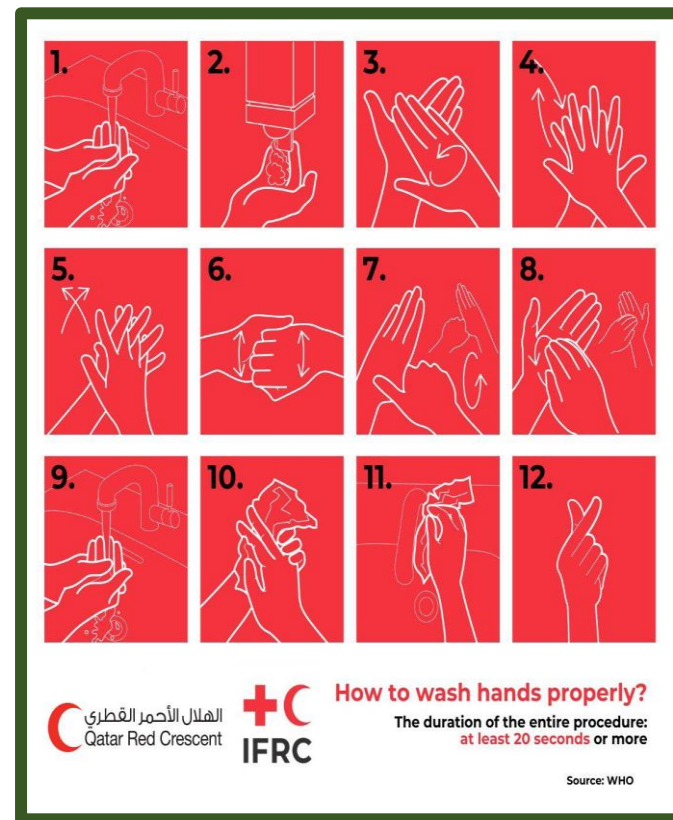 1.
2.
3.
4.
5.
6.
7.
8.
9.
10.
11.
12.
How to wash hands properly?
The duration of the entire procedure:
at least 20 seconds or more
الهلال الأحمر القطري
Qatar Red Crescent
IFRC
Source: WHO